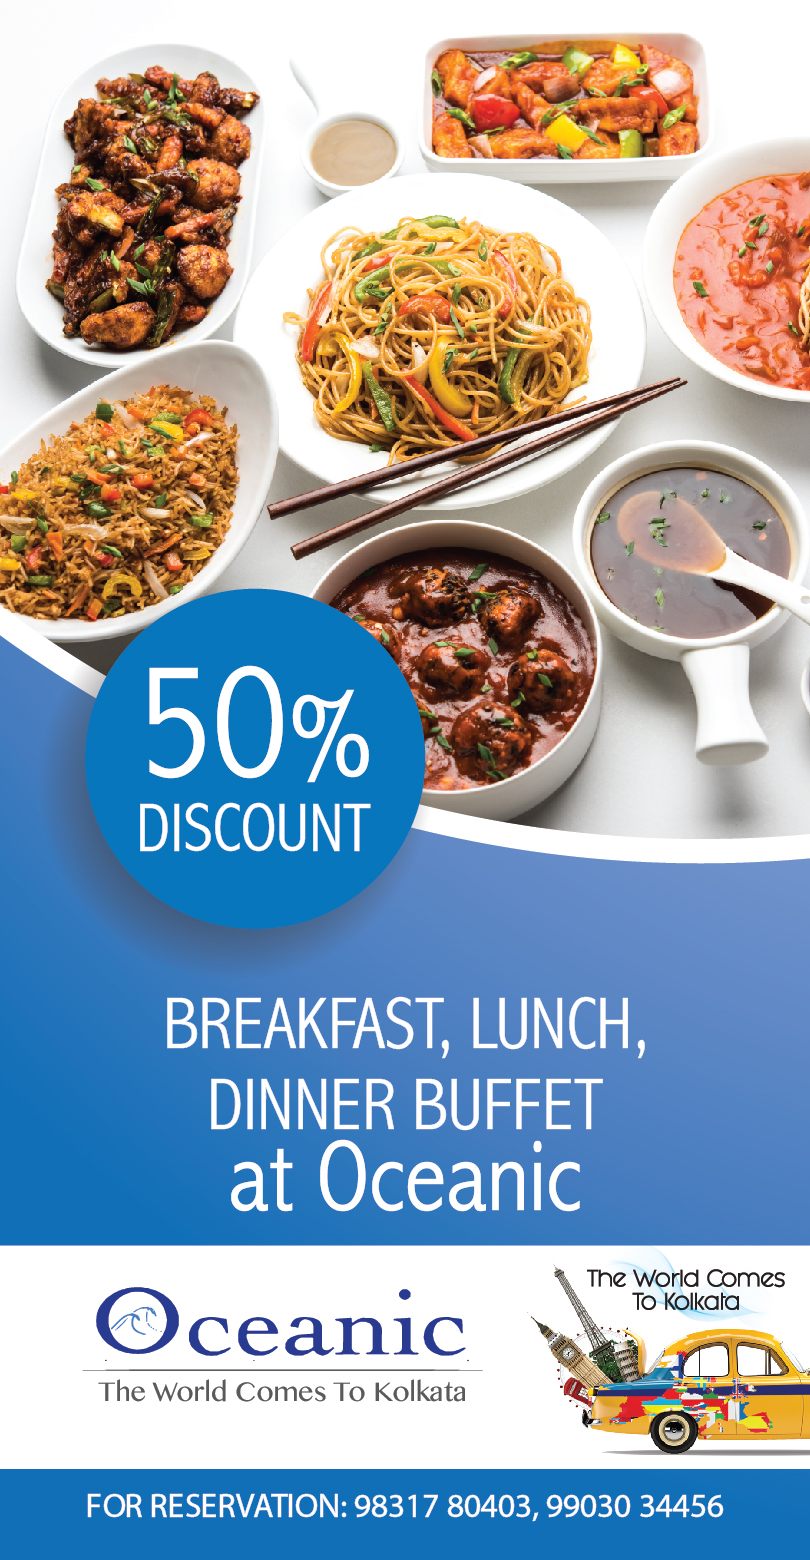 50%
DISCOUNT
BREAKFAST, LUNCH,
DINNER BUFFET
at Oceanic
Oceanic
The World Comes To Kolkata
The World Comes
To Kolkata
FOR RESERVATION: 98317 80403, 99030 34456